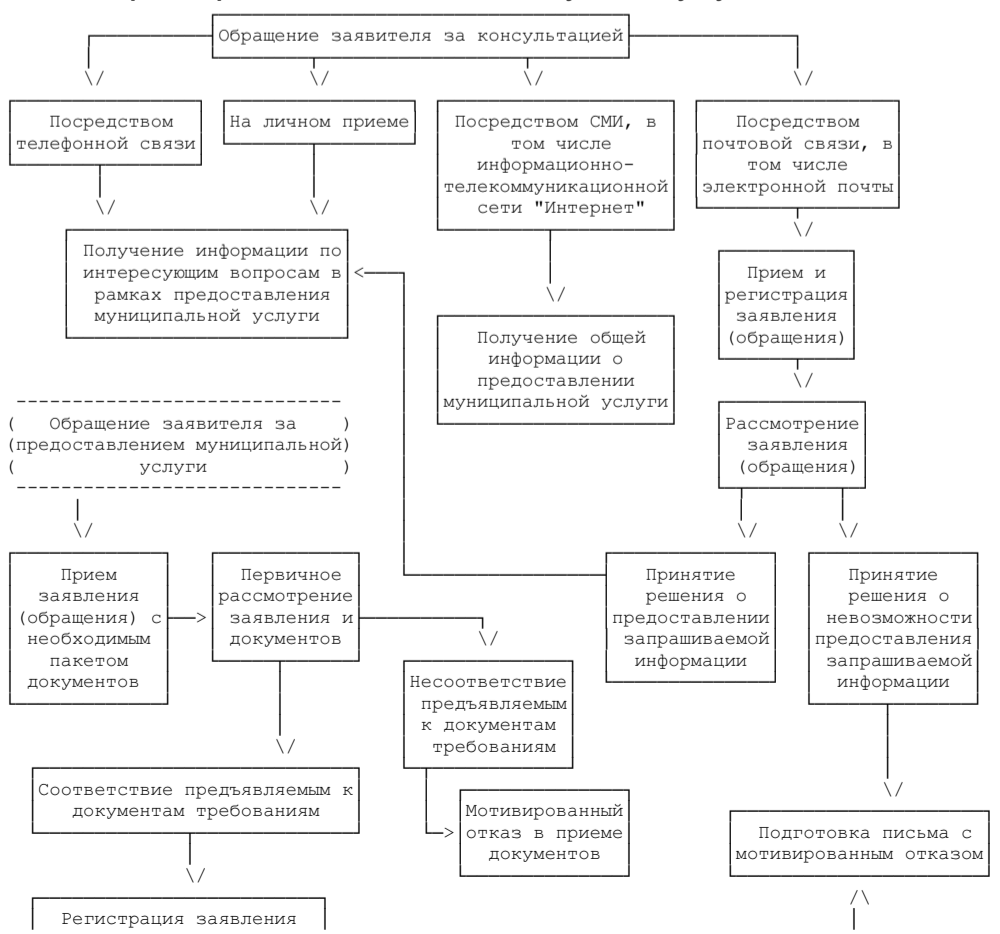 Обращение заявителя за консультацией
Посредством
телефонной связи
На личном приеме
Посредством СМИ, в
том числе
информационно-
телекоммуникационной
сети "Интернет"
Посредством
почтовой связи, в
том числе
электронной почты
Получение информации по
интересующим вопросам в
рамках предоставления
муниципальной услуги
Прием и
регистрация
заявления
(обращения)
Получение общей
информации о
предоставлении
муниципальной услуги
Обращение заявителя за
предоставлением муниципальной
услуги
Рассмотрение
заявления
(обращения)
Прием
заявления
(обращения) с
необходимым
пакетом
документов
Первичное
рассмотрение
заявления и
документов
Принятие
решения о
предоставлении
запрашиваемой
информации
Принятие
решения о
невозможности
предоставления
запрашиваемой
информации
Несоответствие
предъявляемым
к документам
требованиям
Соответствие предъявляемым к
документам требованиям
Мотивированный
отказ в приеме
документов
Подготовка письма с
мотивированным отказом
Регистрация заявления